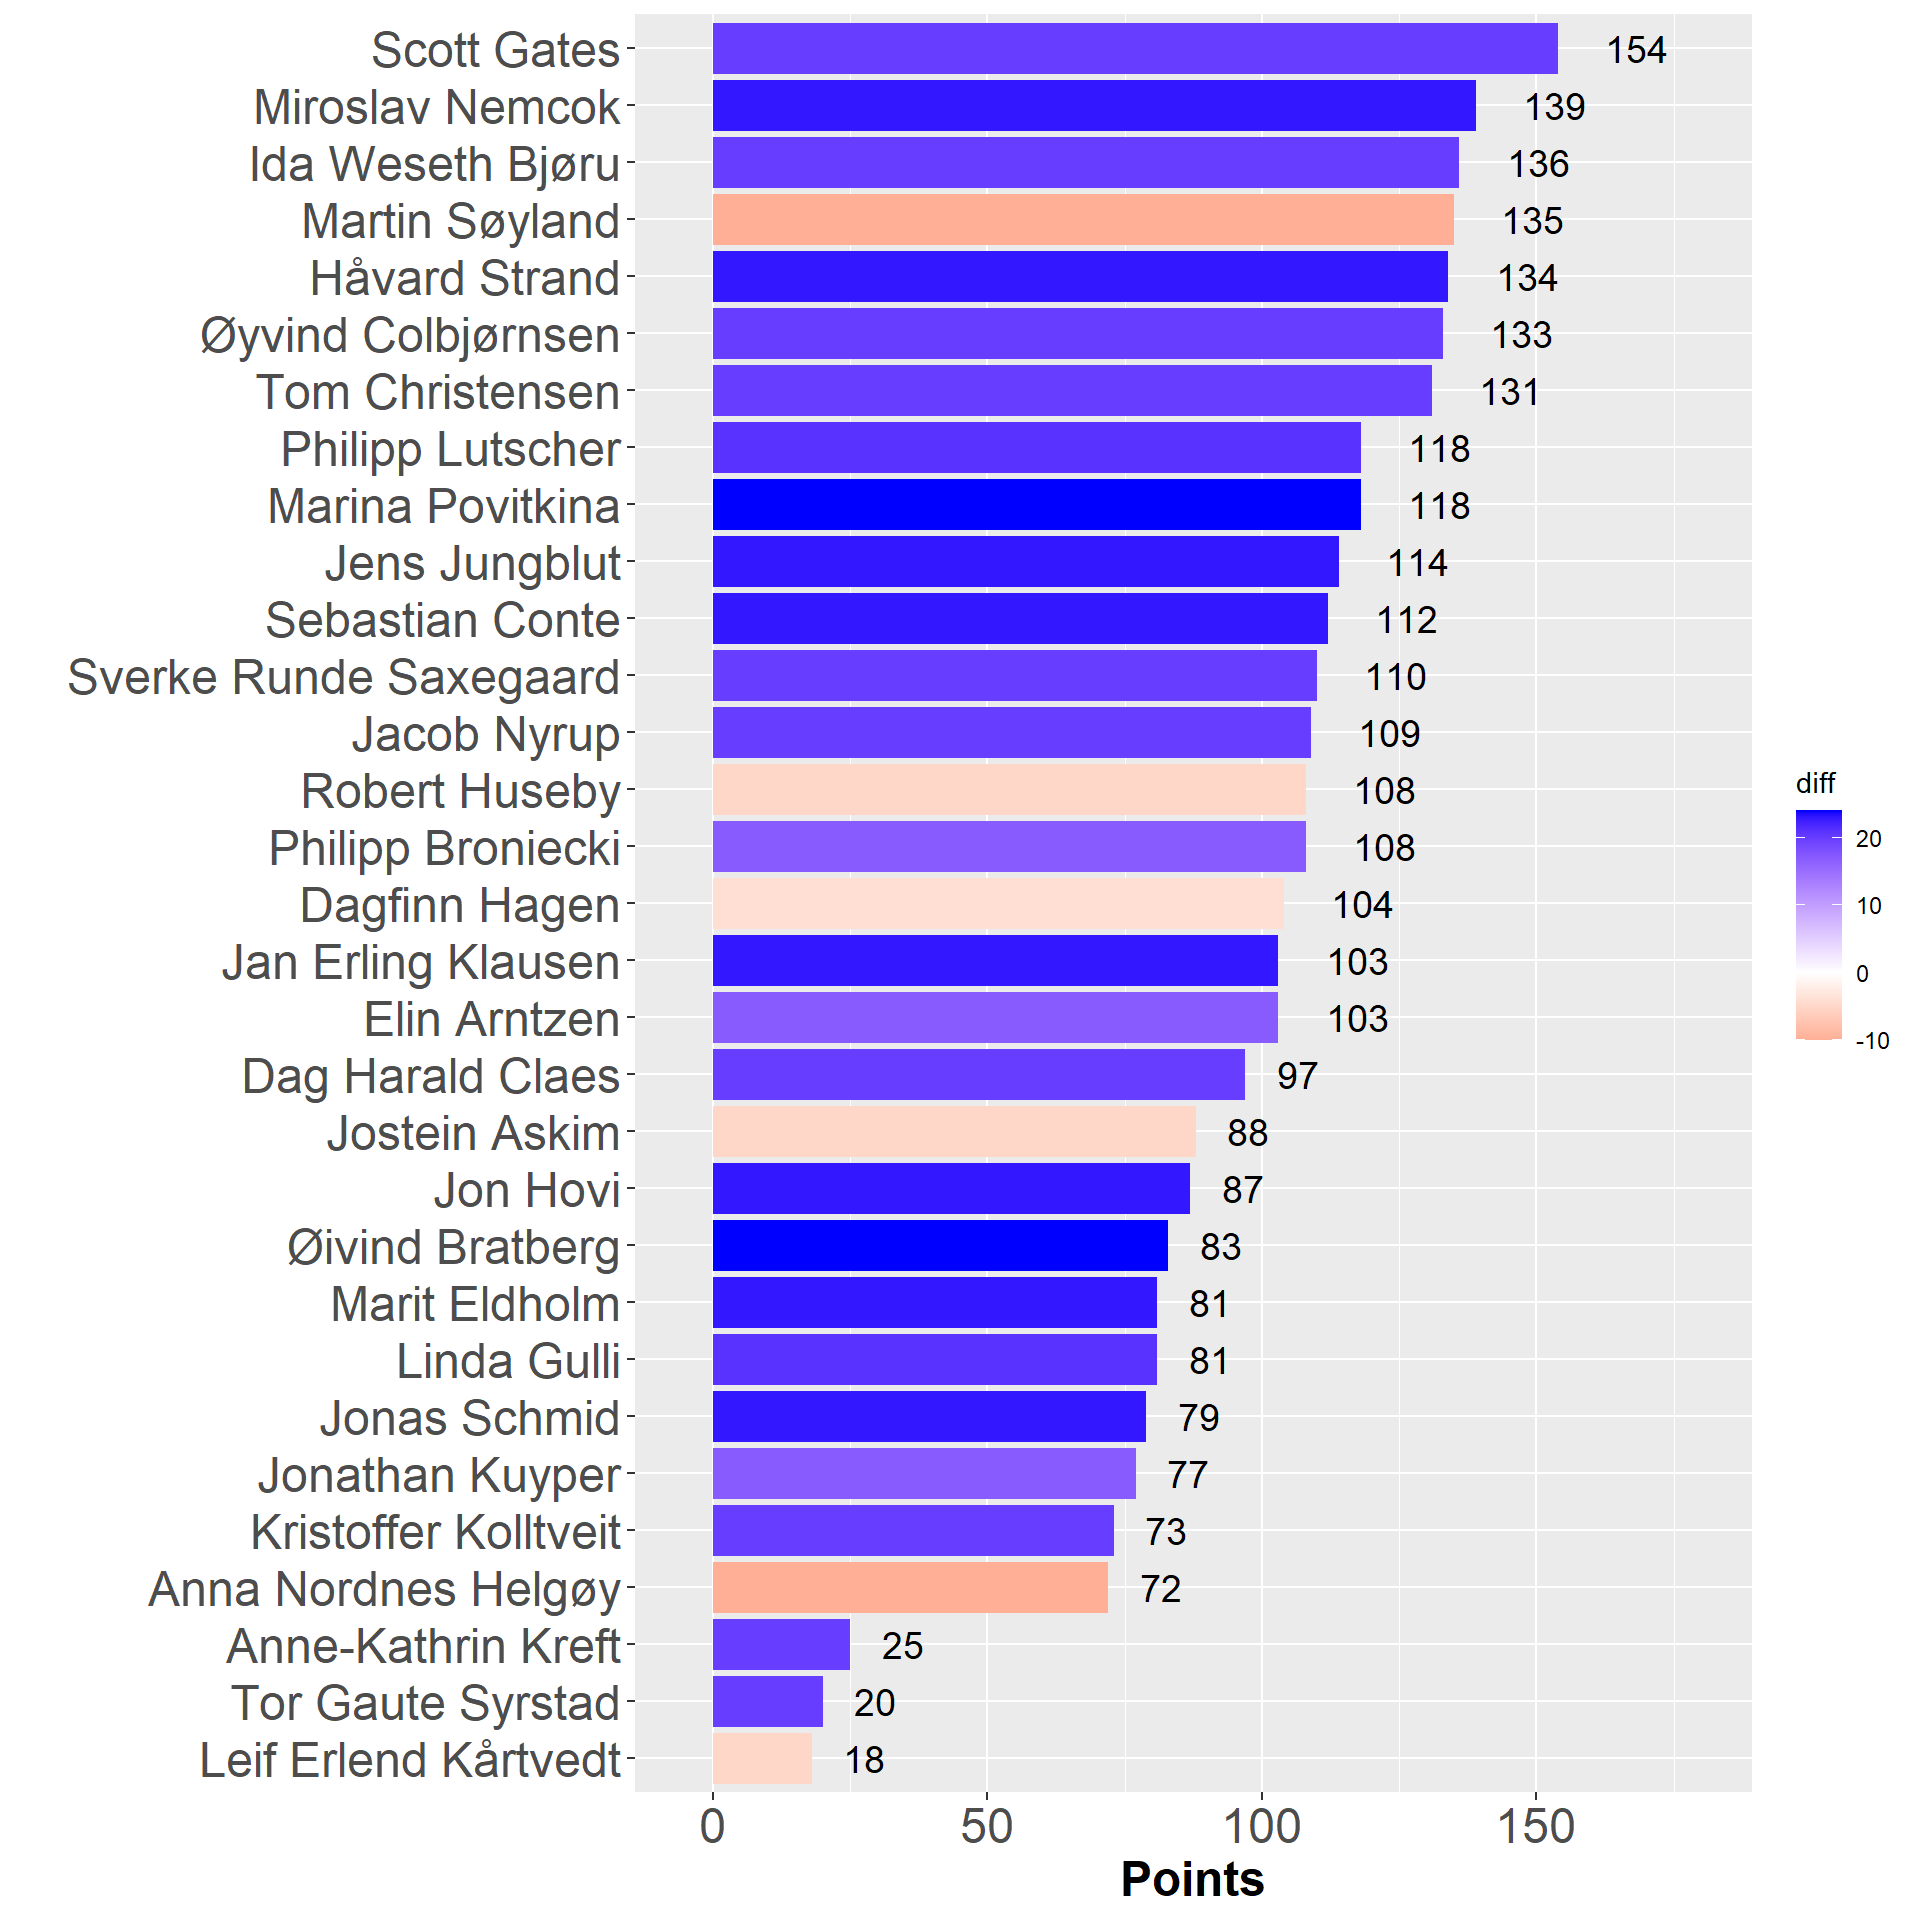 Scott Gates 154
Miroslav Nemcok 139
Ida Weseth Bjøru 136
Martin Søyland 135
Håvard Strand 134
Øyvind Colbjørnsen 133
Tom Christensen 131
Philipp Lutscher 118
Marina Povitkina 118
Jens Jungblut 114
Sebastian Conte 112
Sverke Runde Saxegaard 110
Jacob Nyrup 109
Robert Huseby 108
Philipp Broniecki 108
Dagfinn Hagen 104
Jan Erling Klausen 103
Elin Arntzen 103
Dag Harald Claes 97
Jostein Askim 88
Jon Hovi 87
Øivind Bratberg 83
Marit Eldholm 81
Linda Gulli 81
Jonas Schmid 79
Jonathan Kuyper 77
Kristoffer Kolltveit 73
Anna Nordnes Helgøy 72
Anne-Kathrin Kreft 25
Tor Gaute Syrstad 20
Leif Erlend Kårtvedt 18
0 50 100 150
Points
diff
20
10
0
-10